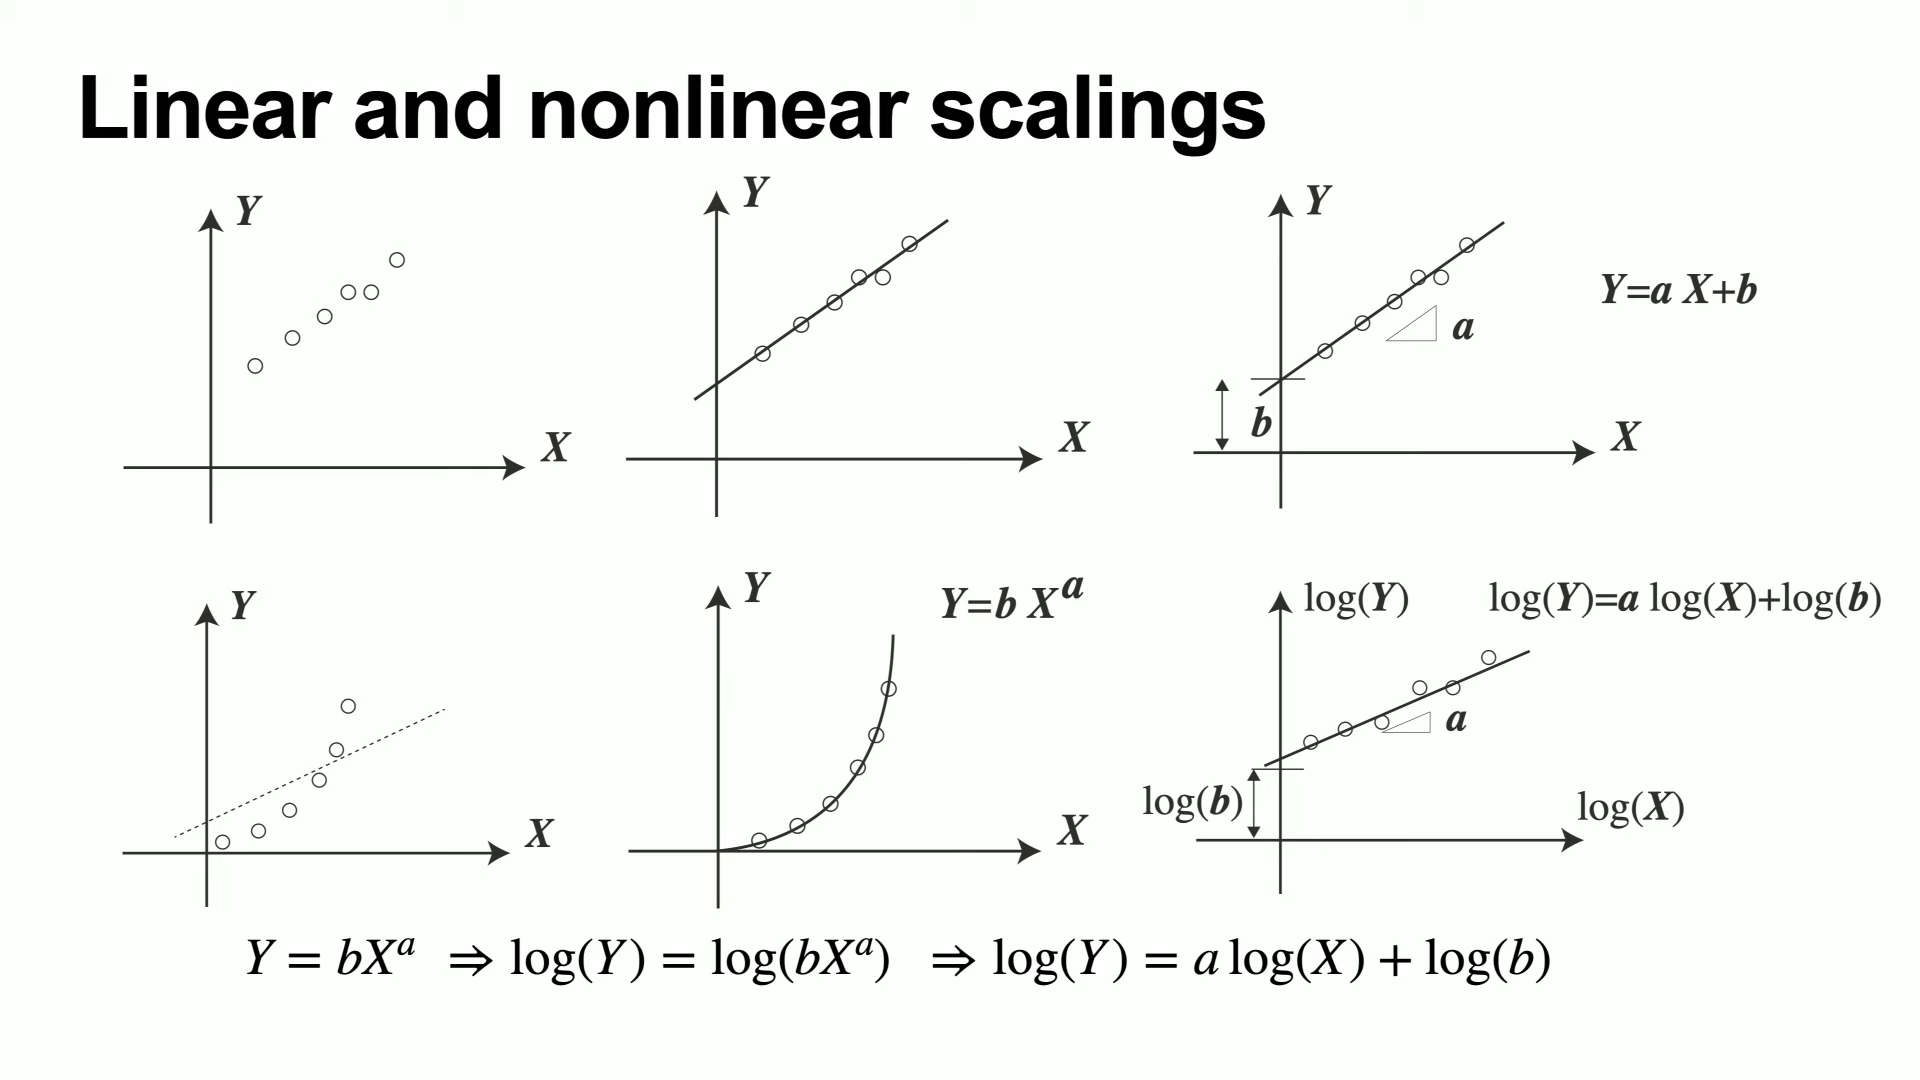 Linear and nonlinear scalings
Y
X
Y
X
Y
Y=a X+b
a
b
X
Y
X
Y
Y=b X^a
X
log(Y)
log(Y)=a log(X)+log(b)
a
log(b)
log(X)
Y = bX^a ⇒ log(Y) = log(bX^a) ⇒ log(Y) = a log(X) + log(b)